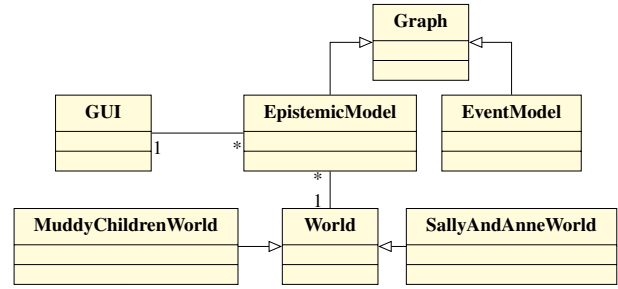 Graph
GUI
EpistemicModel
EventModel
1
*
*
1
MuddyChildrenWorld
World
SallyAndAnneWorld